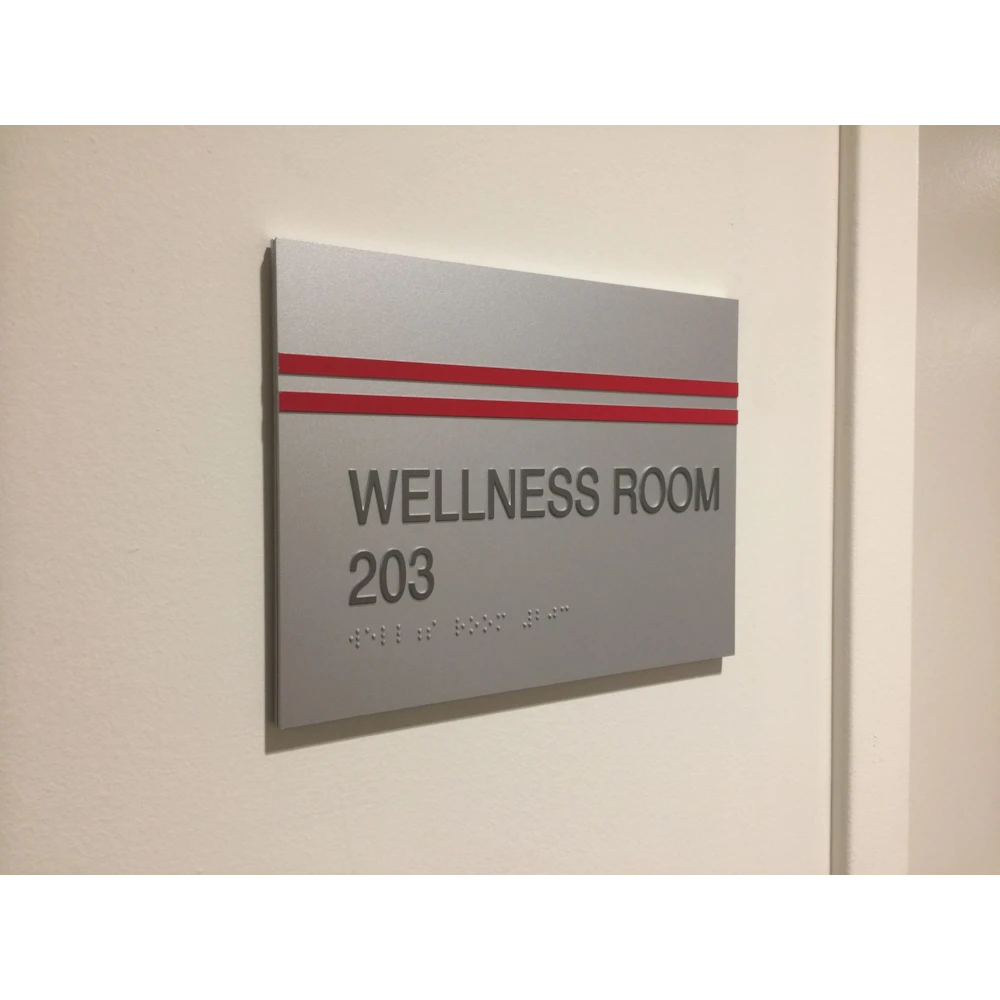 WELLNESS ROOM
203
⠺⠑⠇⠇⠰⠎ ⠗⠕⠕⠍ ⠼⠃⠚⠉